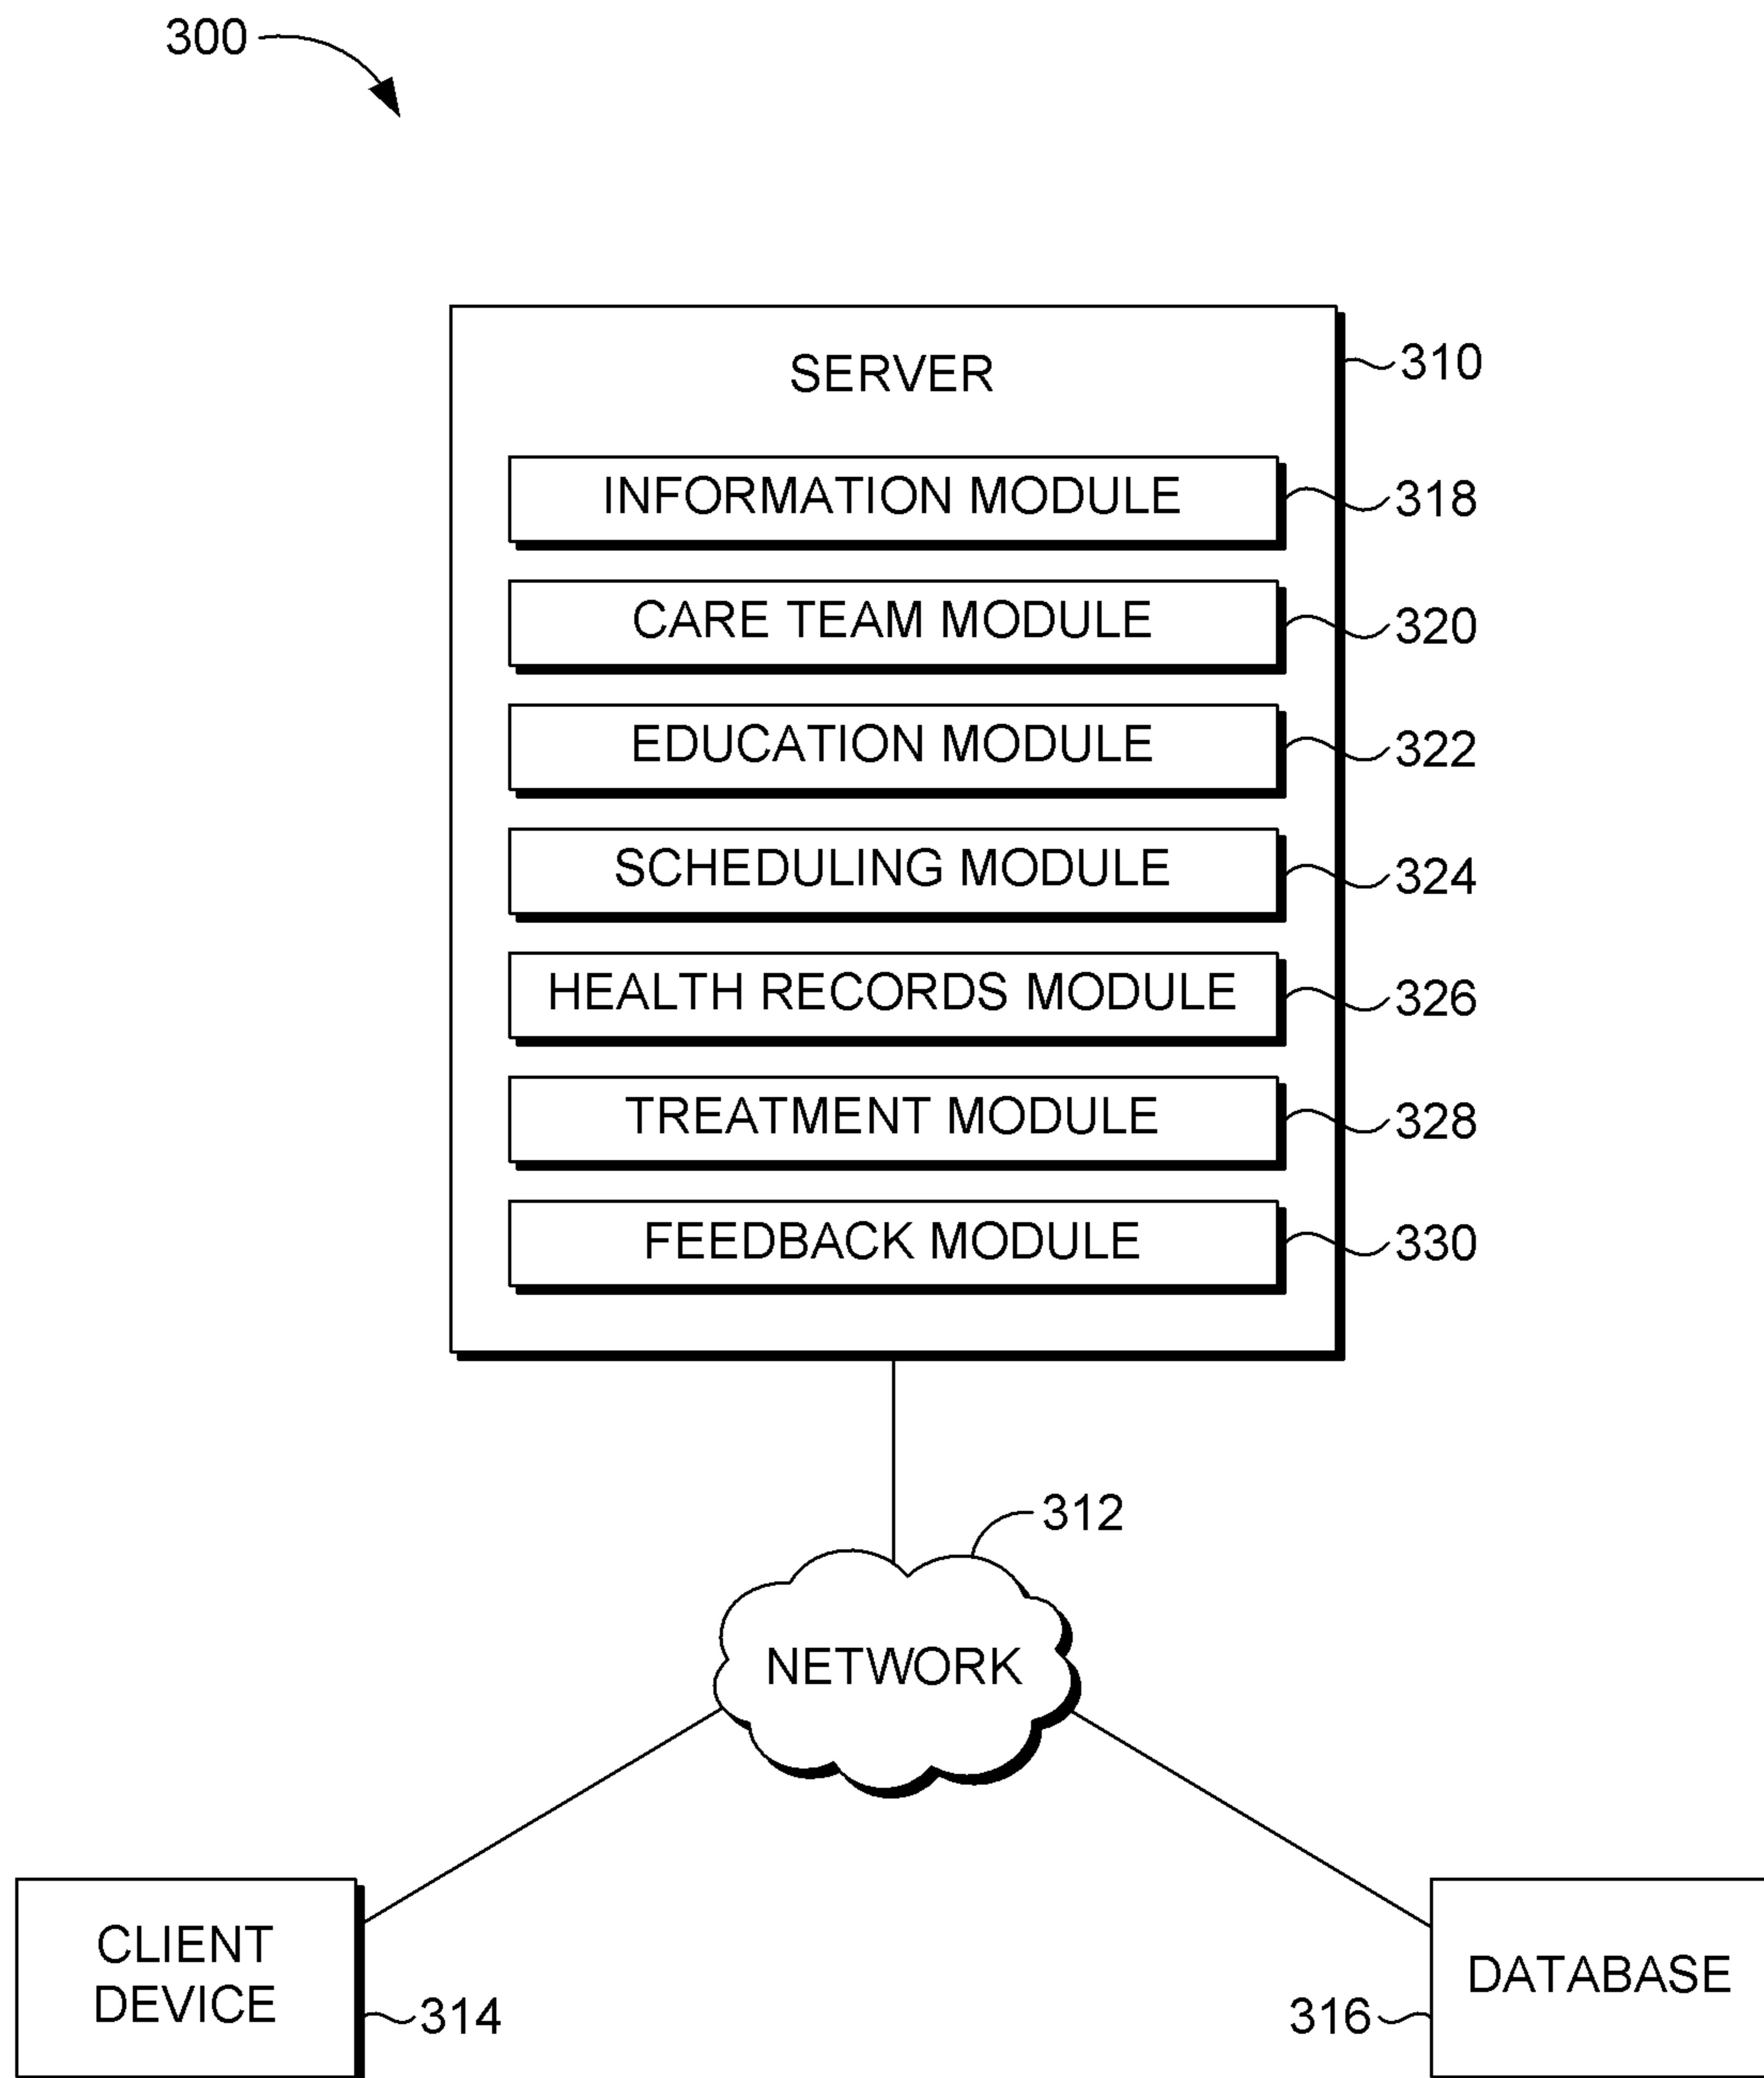 300
SERVER
310
INFORMATION MODULE
318
CARE TEAM MODULE
320
EDUCATION MODULE
322
SCHEDULING MODULE
324
HEALTH RECORDS MODULE
326
TREATMENT MODULE
328
FEEDBACK MODULE
330
312
NETWORK
CLIENT
DEVICE
314
DATABASE
316